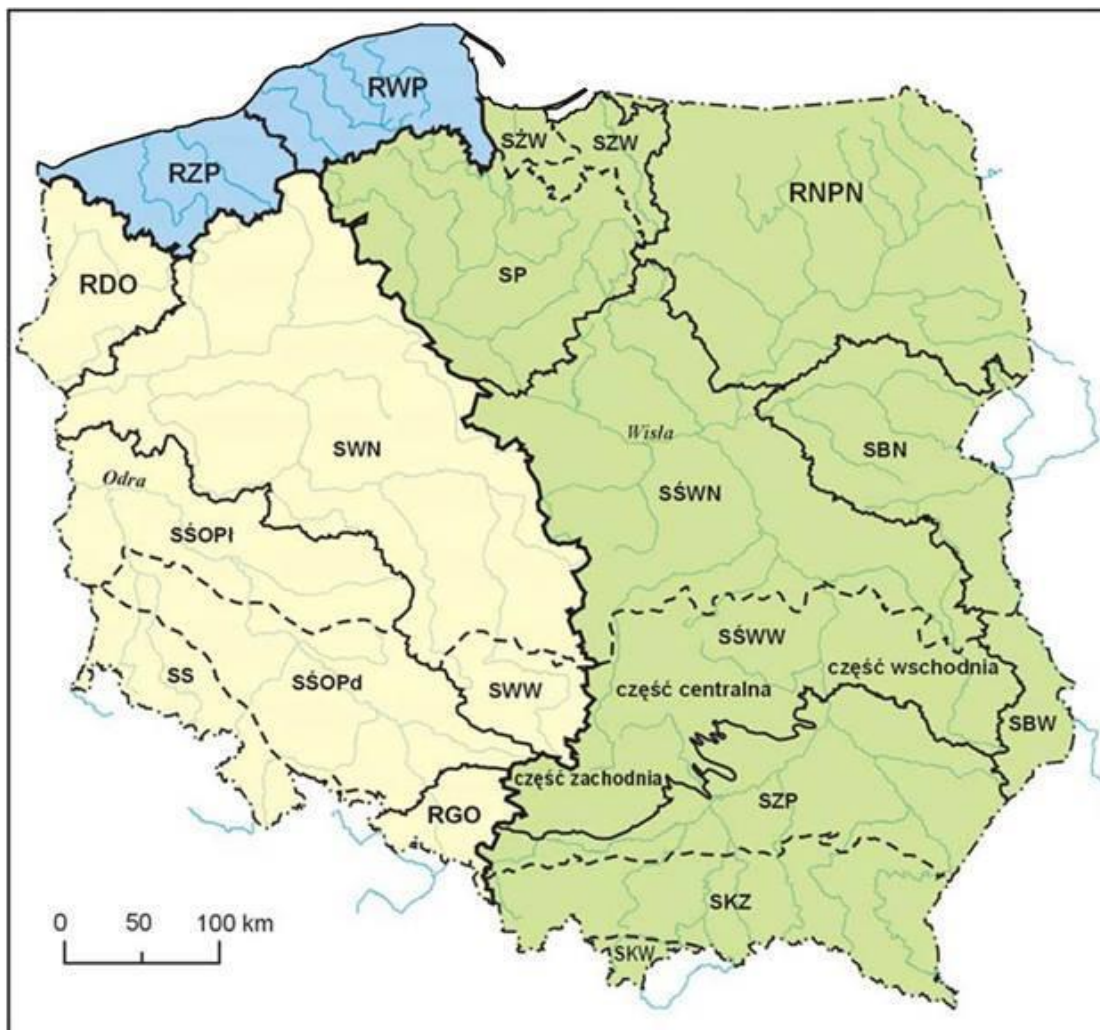 RWP
RZP
SŻW
SZW
RNPN
RDO
SP
SWN
Wisła
SBN
Odra
SŚWN
SŚOPI
SŚWW
część wschodnia
część centralna
SS
SŚOPd
SWW
SBW
część zachodnia
SZP
RGO
SKZ
SKW
0 50 100 km